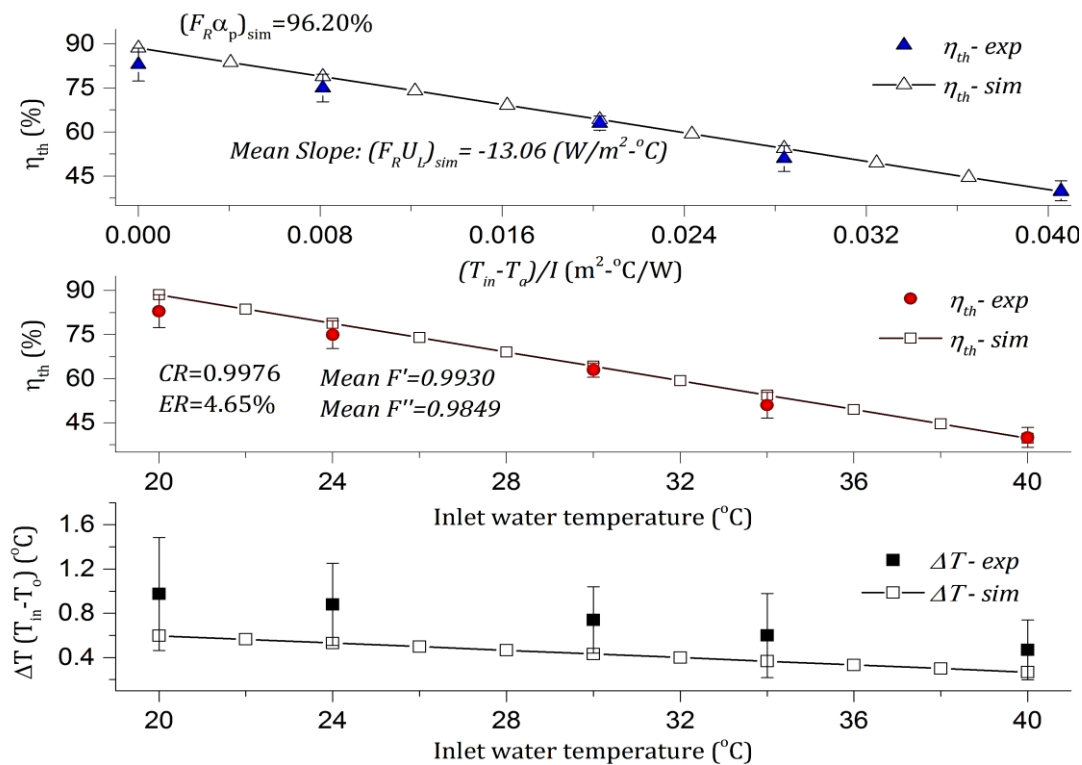 (F_Rα_p)_sim=96.20%
90
75
60
45
η_th (%)
η_th- exp
η_th- sim
Mean Slope: (F_RU_L)_sim= -13.06 (W/m²-°C)
0.000 0.008 0.016 0.024 0.032 0.040
(T_in-T_a)/I (m²-°C/W)
90
75
60
45
η_th (%)
η_th- exp
η_th- sim
CR=0.9976 Mean F'=0.9930
ER=4.65% Mean F''=0.9849
20 24 28 32 36 40
Inlet water temperature (°C)
1.6
1.2
0.8
0.4
ΔT (T_in-T_o) (°C)
ΔT - exp
ΔT - sim
20 24 28 32 36 40
Inlet water temperature (°C)